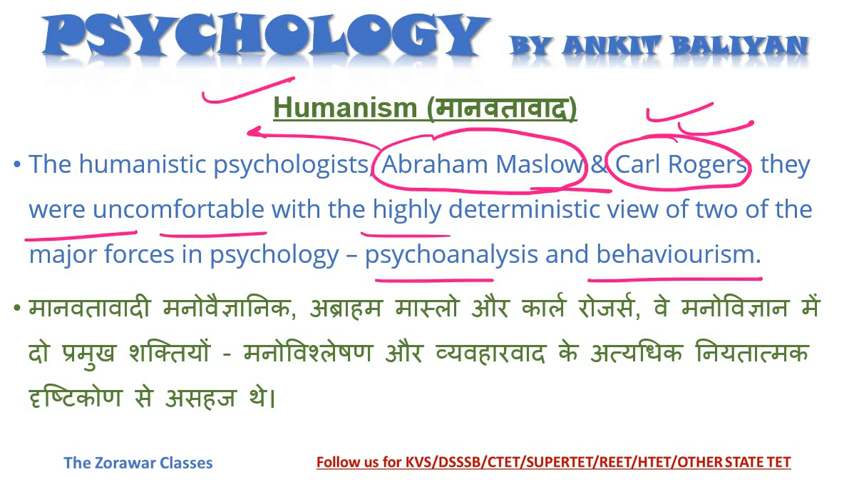 PSYCHOLOGY BY ANKIT BALIYAN
Humanism (मानवतावाद)
• The humanistic psychologists, Abraham Maslow & Carl Rogers, they
were uncomfortable with the highly deterministic view of two of the
major forces in psychology – psychoanalysis and behaviourism.
• मानवतावादी मनोवैज्ञानिक, अब्राहम मास्लो और कार्ल रोजर्स, वे मनोविज्ञान में
दो प्रमुख शक्तियों - मनोविश्लेषण और व्यवहारवाद के अत्यधिक नियतात्मक
दृष्टिकोण से असहज थे।
The Zorawar Classes
Follow us for KVS/DSSSB/CTET/SUPERTET/REET/HTET/OTHER STATE TET